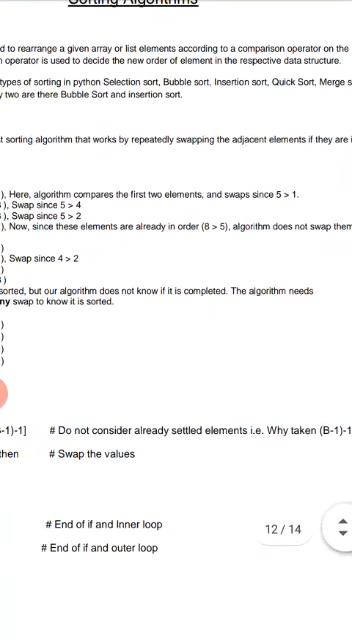 Sorting Algorithms
d to rearrange a given array or list elements according to a comparison operator on the
n operator is used to decide the new order of element in the respective data structure.
types of sorting in python Selection sort, Bubble sort, Insertion sort, Quick Sort, Merge s
y two are there Bubble Sort and insertion sort.
t sorting algorithm that works by repeatedly swapping the adjacent elements if they are i
), Here, algorithm compares the first two elements, and swaps since 5 > 1.
), Swap since 5 > 4
), Swap since 5 > 2
), Now, since these elements are already in order (8 > 5), algorithm does not swap them
)
), Swap since 4 > 2
)
)
sorted, but our algorithm does not know if it is completed. The algorithm needs
ny swap to know it is sorted.
)
)
)
)
-1)-1] # Do not consider already settled elements i.e. Why taken (B-1)-1
then # Swap the values
# End of if and Inner loop
12 / 14
# End of if and outer loop